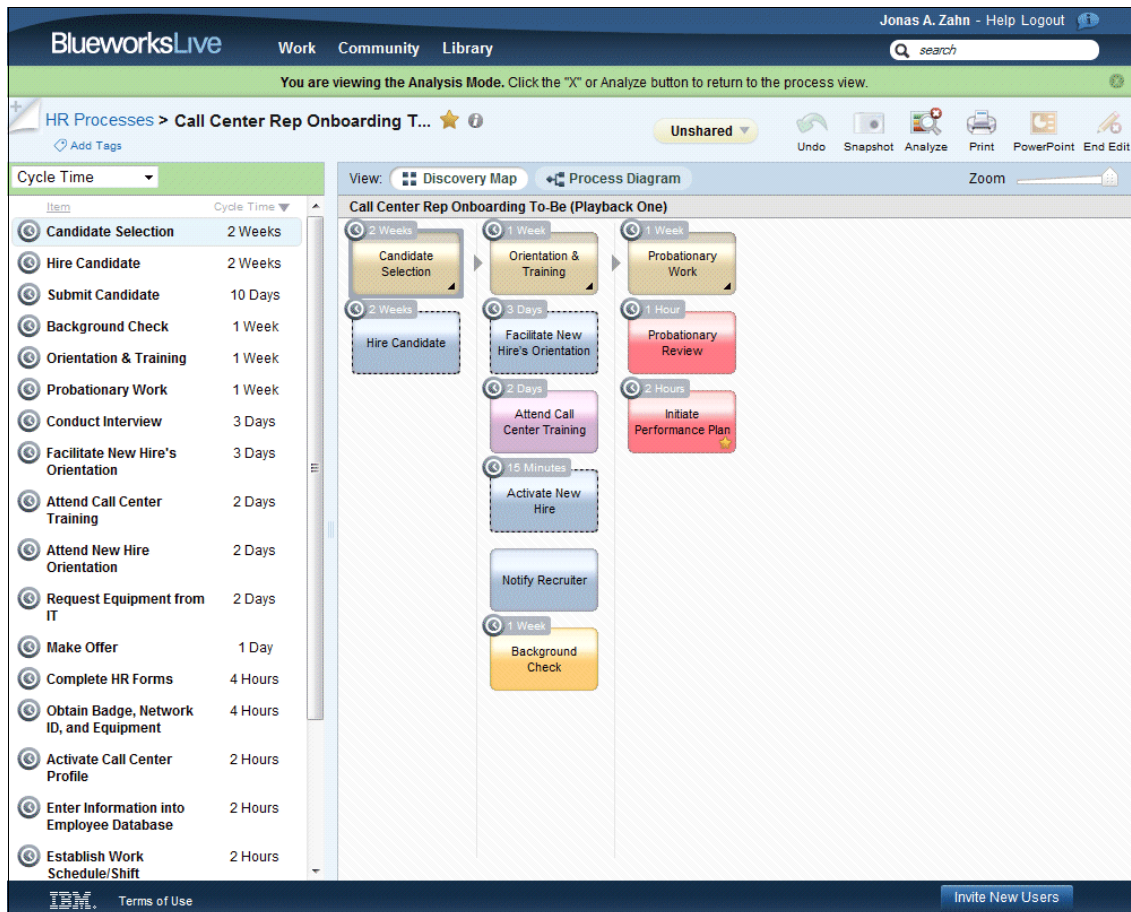 Jonas A. Zahn - Help Logout
BlueworksLive
Work Community Library
search
You are viewing the Analysis Mode. Click the "X" or Analyze button to return to the process view.
HR Processes > Call Center Rep Onboarding T...
Add Tags
Unshared
Undo Snapshot Analyze Print PowerPoint End Edit
Cycle Time
View: Discovery Map Process Diagram
Zoom
Item Cycle Time
Candidate Selection 2 Weeks
Hire Candidate 2 Weeks
Submit Candidate 10 Days
Background Check 1 Week
Orientation & Training 1 Week
Probationary Work 1 Week
Conduct Interview 3 Days
Facilitate New Hire's 3 Days
Orientation
Attend Call Center 2 Days
Training
Attend New Hire 2 Days
Orientation
Request Equipment from 2 Days
IT
Make Offer 1 Day
Complete HR Forms 4 Hours
Obtain Badge, Network 4 Hours
ID, and Equipment
Activate Call Center 2 Hours
Profile
Enter Information into 2 Hours
Employee Database
Establish Work 2 Hours
Schedule/Shift
Call Center Rep Onboarding To-Be (Playback One)
2 Weeks
Candidate
Selection
2 Weeks
Hire Candidate
1 Week
Orientation &
Training
3 Days
Facilitate New
Hire's Orientation
2 Days
Attend Call
Center Training
15 Minutes
Activate New
Hire
Notify Recruiter
1 Week
Background
Check
1 Week
Probationary
Work
1 Hour
Probationary
Review
2 Hours
Initiate
Performance Plan
IBM. Terms of Use
Invite New Users